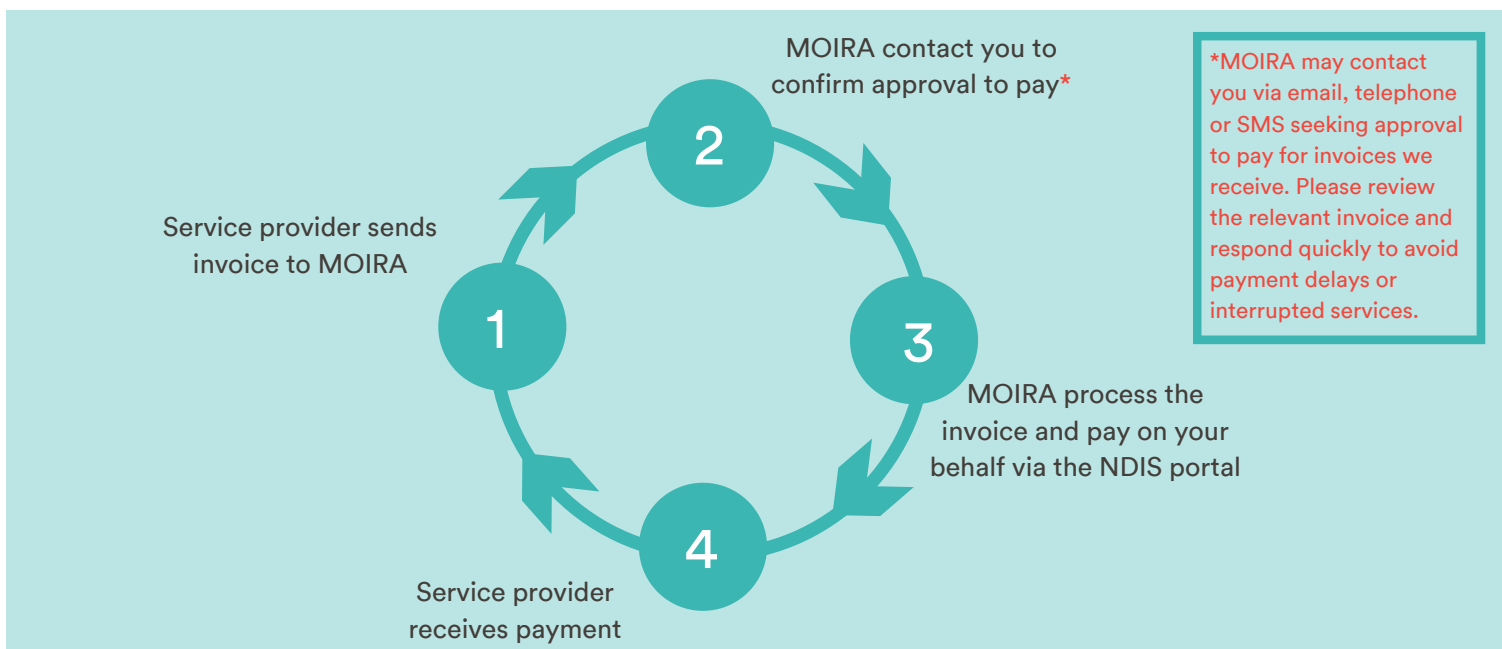 MOIRA contact you to
confirm approval to pay*
*MOIRA may contact
you via email, telephone
or SMS seeking approval
to pay for invoices we
receive. Please review
the relevant invoice and
respond quickly to avoid
payment delays or
interrupted services.
2
Service provider sends
invoice to MOIRA
1
3
MOIRA process the
invoice and pay on your
behalf via the NDIS portal
4
Service provider
receives payment